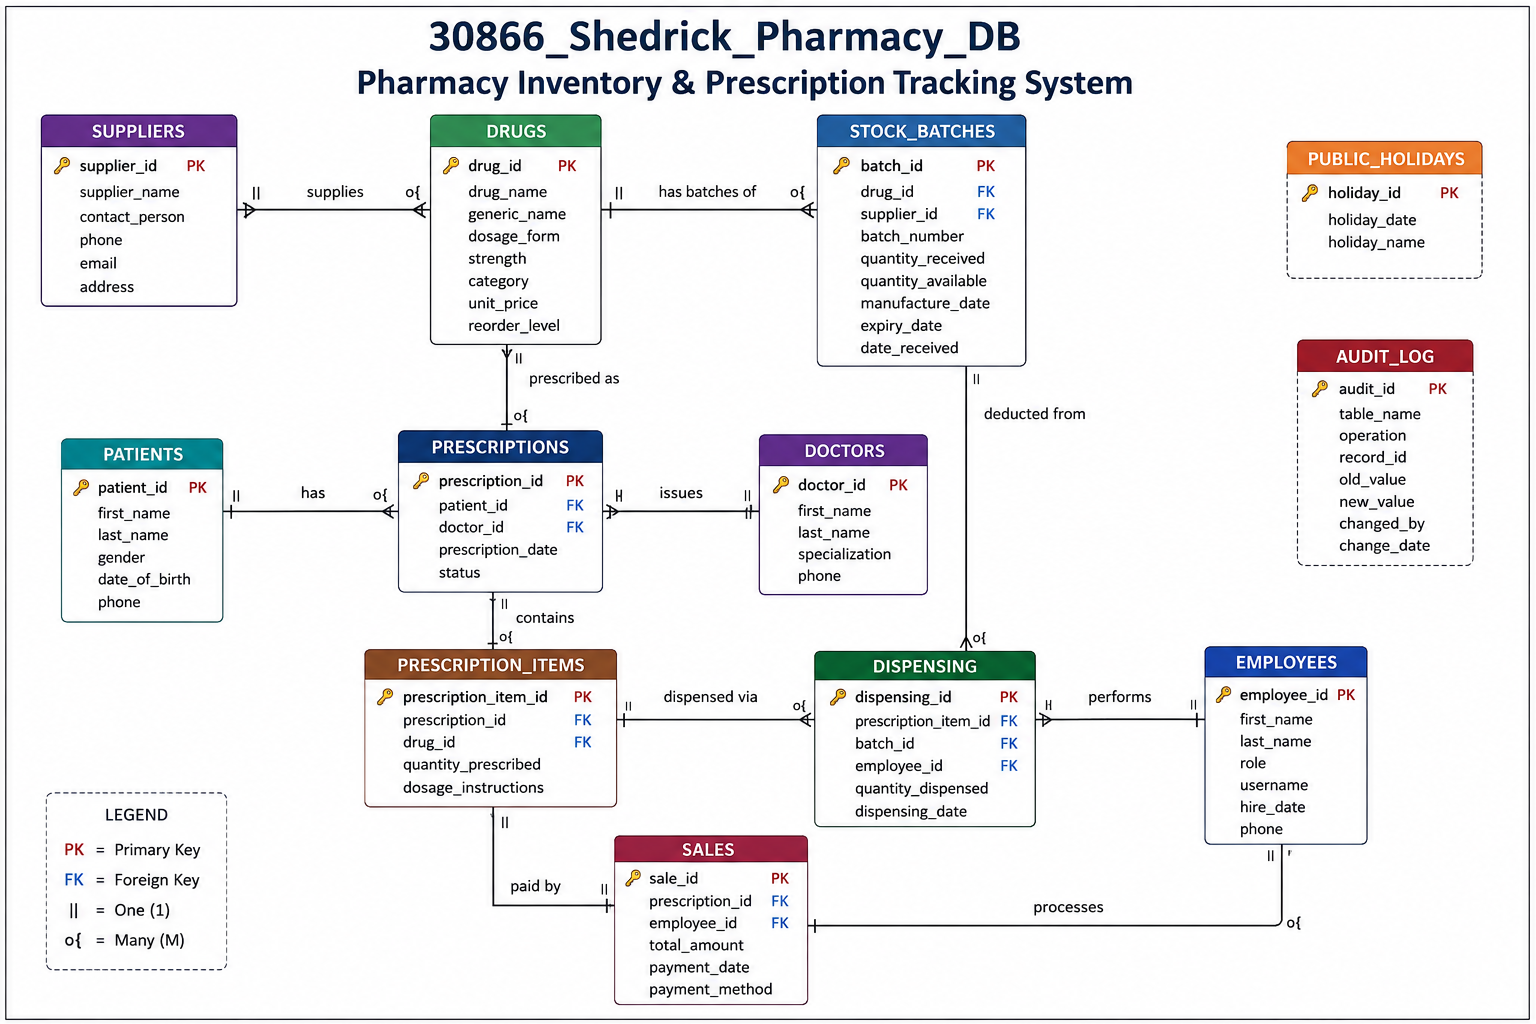 30866_Shedrick_Pharmacy_DB
Pharmacy Inventory & Prescription Tracking System
SUPPLIERS
supplier_id PK
supplier_name
contact_person
phone
email
address
|| supplies o{
DRUGS
drug_id PK
drug_name
generic_name
dosage_form
strength
category
unit_price
reorder_level
|| has batches of o{
STOCK_BATCHES
batch_id PK
drug_id FK
supplier_id FK
batch_number
quantity_received
quantity_available
manufacture_date
expiry_date
date_received
PUBLIC_HOLIDAYS
holiday_id PK
holiday_date
holiday_name
AUDIT_LOG
audit_id PK
table_name
operation
record_id
old_value
new_value
changed_by
change_date
||
prescribed as
o{
||
deducted from
o{
PATIENTS
patient_id PK
first_name
last_name
gender
date_of_birth
phone
|| has o{
PRESCRIPTIONS
prescription_id PK
patient_id FK
doctor_id FK
prescription_date
status
issues ||
DOCTORS
doctor_id PK
first_name
last_name
specialization
phone
||
contains
o{
PRESCRIPTION_ITEMS
prescription_item_id PK
prescription_id FK
drug_id FK
quantity_prescribed
dosage_instructions
|| dispensed via o{
DISPENSING
dispensing_id PK
prescription_item_id FK
batch_id FK
employee_id FK
quantity_dispensed
dispensing_date
performs ||
EMPLOYEES
employee_id PK
first_name
last_name
role
username
hire_date
phone
||
paid by ||
SALES
sale_id PK
prescription_id FK
employee_id FK
total_amount
payment_date
payment_method
||
processes
o{
LEGEND
PK = Primary Key
FK = Foreign Key
|| = One (1)
o{ = Many (M)